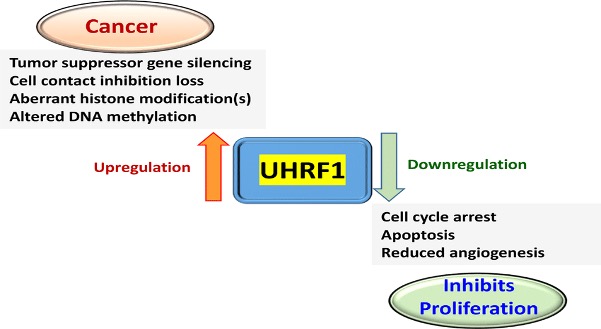 Cancer
Tumor suppressor gene silencing
Cell contact inhibition loss
Aberrant histone modification(s)
Altered DNA methylation
Upregulation
UHRF1
Downregulation
Cell cycle arrest
Apoptosis
Reduced angiogenesis
Inhibits
Proliferation